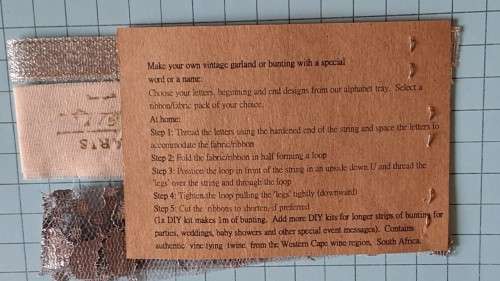 Make your own vintage garland or bunting with a special
word or a name:
Choose your letters, beginning and end designs from our alphabet tray. Select a
ribbon/fabric pack of your choice.
At home:
Step 1: Thread the letters using the hardened end of the string and space the letters to
accommodate the fabric/ribbon
Step 2: Fold the fabric/ribbon in half forming a loop
Step 3: Position the loop in front of the string in an upside down U and thread the
"legs" over the string and through the loop
Step 4: Tighten the loop pulling the "legs" tightly (downward)
Step 5: Cut the ribbons to shorten, if preferred
(1x DIY kit makes 1m of bunting. Add more DIY kits for longer strips of bunting for
parties, weddings, baby showers and other special event messages). Contains
authentic vine tying twine, from the Western Cape wine region, South Africa.